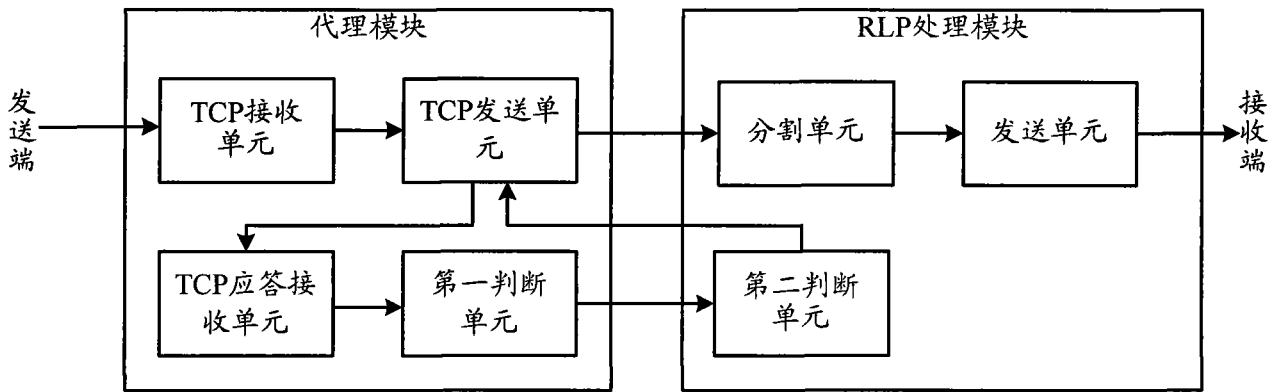 代理模块
RLP处理模块
发送端
TCP接收
单元
TCP发送单
元
分割单元
发送单元
接收端
TCP应答接
收单元
第一判断
单元
第二判断
单元